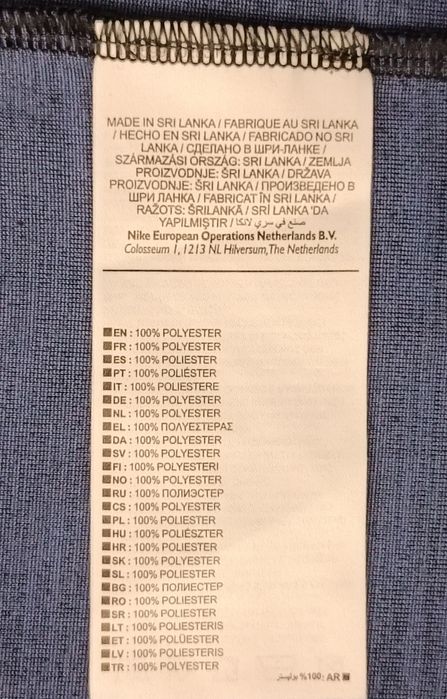 MADE IN SRI LANKA / FABRIQUE AU SRI LANKA
/ HECHO EN SRI LANKA / FABRICADO NO SRI
LANKA / СДЕЛАНО В ШРИ-ЛАНКЕ /
SZÁRMAZÁSI ORSZÁG: SRI LANKA / ZEMLJA
PROIZVODNJE: ŠRI LANKA / DRŽAVA
PROIZVODNJE: ŠRI LANKA / ПРОИЗВЕДЕНО В
ШРИ ЛАНКА / FABRICAT ÎN SRI LANKA /
RAŽOTS: ŠRILANKĀ / SRİ LANKA 'DA
YAPILMIŞTIR / صنع في سري لانكا
Nike European Operations Netherlands B.V.
Colosseum 1, 1213 NL Hilversum, The Netherlands
EN : 100% POLYESTER
FR : 100% POLYESTER
ES : 100% POLIESTER
PT : 100% POLIÉSTER
IT : 100% POLIESTERE
DE : 100% POLYESTER
NL : 100% POLYESTER
EL : 100% ΠΟΛΥΕΣΤΕΡΑΣ
DA : 100% POLYESTER
SV : 100% POLYESTER
FI : 100% POLYESTERI
NO : 100% POLYESTER
RU : 100% ПОЛИЭСТЕР
CS : 100% POLYESTER
PL : 100% POLIESTER
HU : 100% POLIÉSZTER
HR : 100% POLIESTER
SK : 100% POLYESTER
SL : 100% POLIESTER
BG : 100% ПОЛИЕСТЕР
RO : 100% POLIESTER
SR : 100% POLIESTER
LT : 100% POLIESTERIS
ET : 100% POLÜESTER
LV : 100% POLIESTERIS
TR : 100% POLYESTER
AR :100% بوليستر